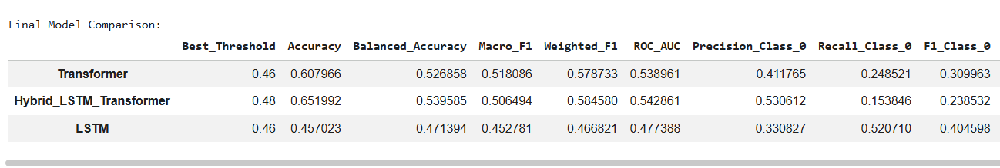 Final Model Comparison:
Best_Threshold Accuracy Balanced_Accuracy Macro_F1 Weighted_F1 ROC_AUC Precision_Class_0 Recall_Class_0 F1_Class_0
Transformer 0.46 0.607966 0.526858 0.518086 0.578733 0.538961 0.411765 0.248521 0.309963
Hybrid_LSTM_Transformer 0.48 0.651992 0.539585 0.506494 0.584580 0.542861 0.530612 0.153846 0.238532
LSTM 0.46 0.457023 0.471394 0.452781 0.466821 0.477388 0.330827 0.520710 0.404598